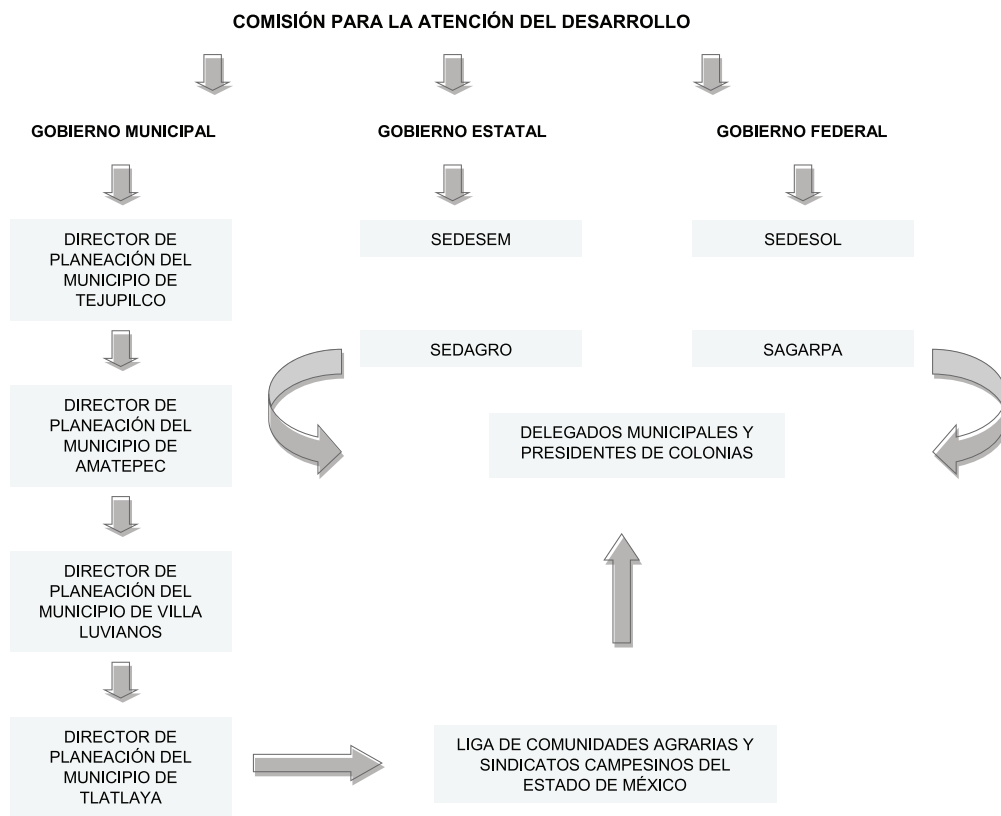 COMISIÓN PARA LA ATENCIÓN DEL DESARROLLO
GOBIERNO MUNICIPAL
GOBIERNO ESTATAL
GOBIERNO FEDERAL
DIRECTOR DE
PLANEACIÓN DEL
MUNICIPIO DE
TEJUPILCO
SEDESEM
SEDESOL
SEDAGRO
SAGARPA
DIRECTOR DE
PLANEACIÓN DEL
MUNICIPIO DE
AMATEPEC
DELEGADOS MUNICIPALES Y
PRESIDENTES DE COLONIAS
DIRECTOR DE
PLANEACIÓN DEL
MUNICIPIO DE VILLA
LUVIANOS
DIRECTOR DE
PLANEACIÓN DEL
MUNICIPIO DE
TLATLAYA
LIGA DE COMUNIDADES AGRARIAS Y
SINDICATOS CAMPESINOS DEL
ESTADO DE MÉXICO